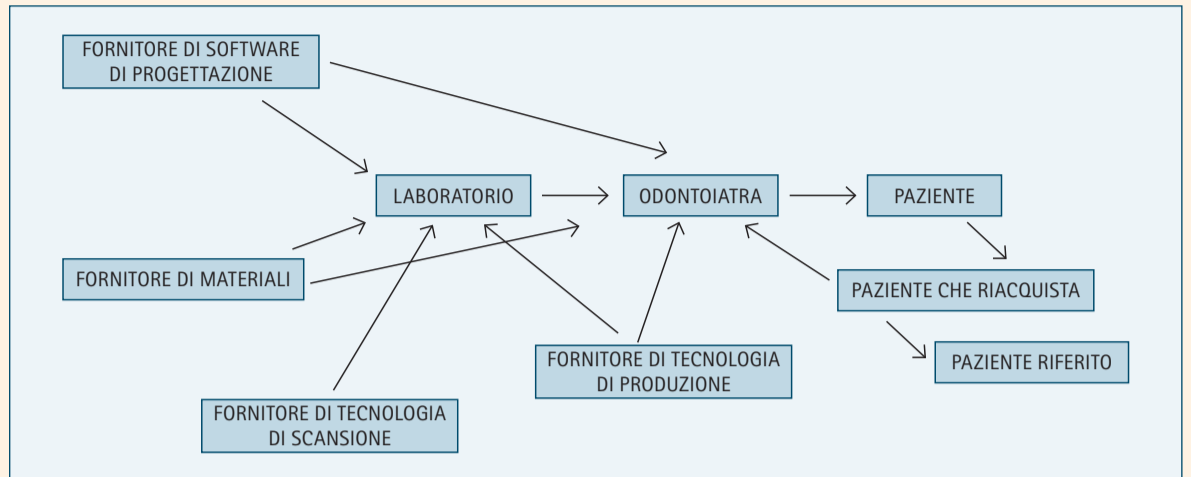 FORNITORE DI SOFTWARE
DI PROGETTAZIONE
LABORATORIO
ODONTOIATRA
PAZIENTE
FORNITORE DI MATERIALI
PAZIENTE CHE RIACQUISTA
FORNITORE DI TECNOLOGIA
DI PRODUZIONE
PAZIENTE RIFERITO
FORNITORE DI TECNOLOGIA
DI SCANSIONE